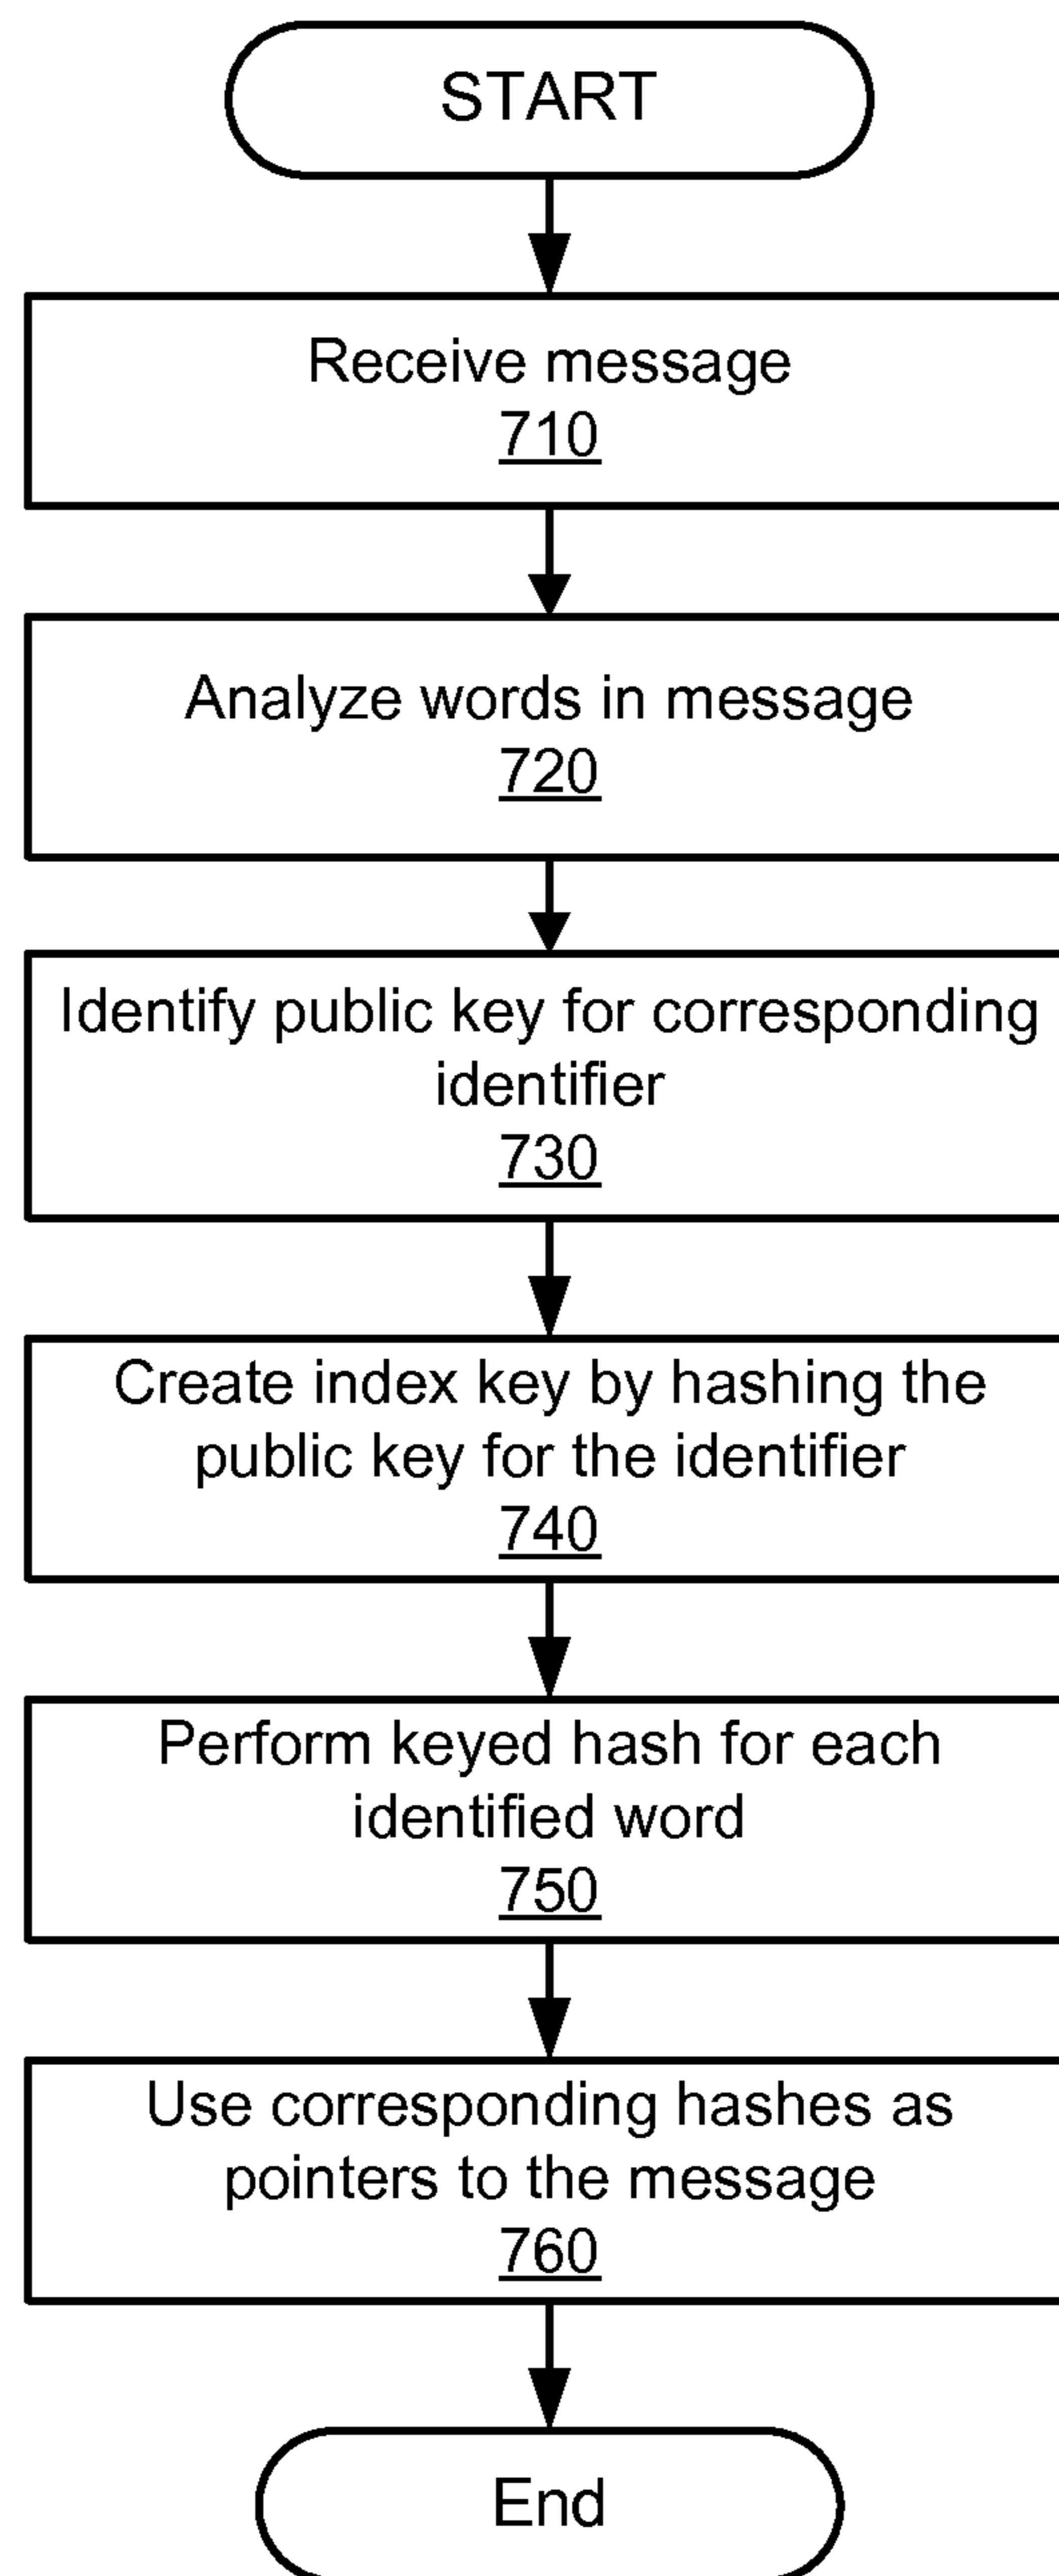 START
Receive message
710
Analyze words in message
720
Identify public key for corresponding
identifier
730
Create index key by hashing the
public key for the identifier
740
Perform keyed hash for each
identified word
750
Use corresponding hashes as
pointers to the message
760
End